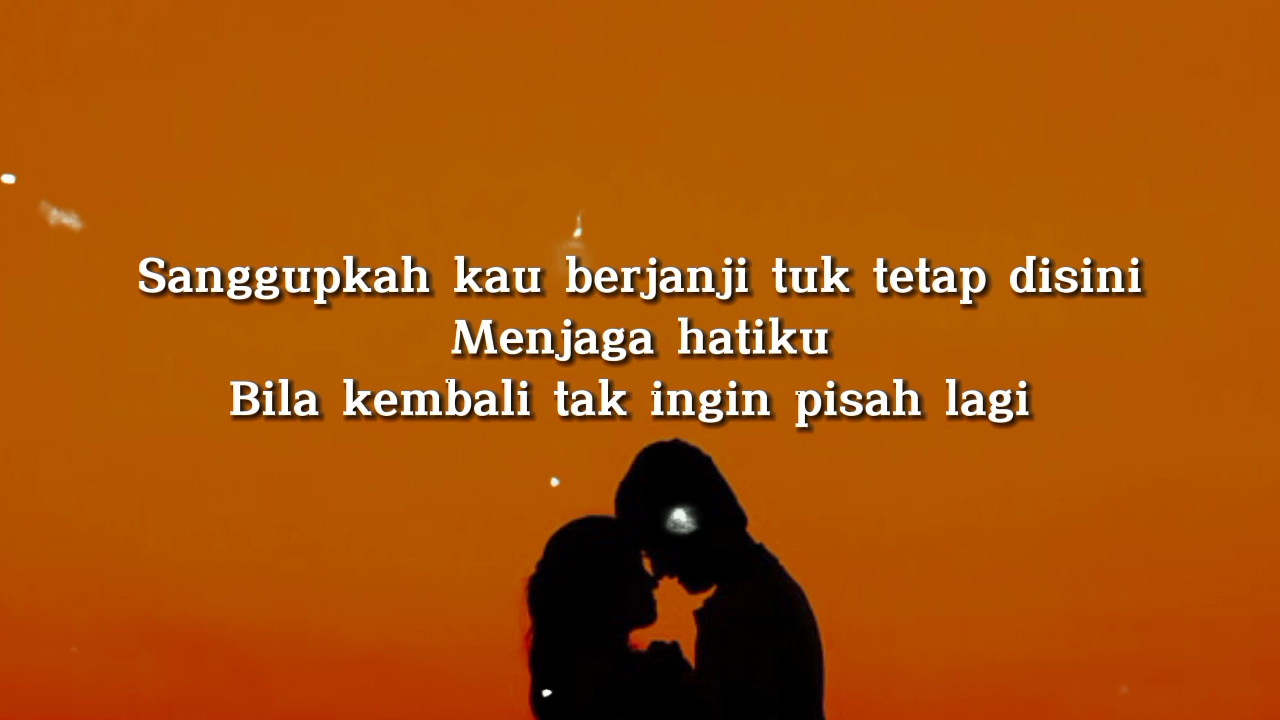 Sanggupkah kau berjanji tuk tetap disini
Menjaga hatiku
Bila kembali tak ingin pisah lagi